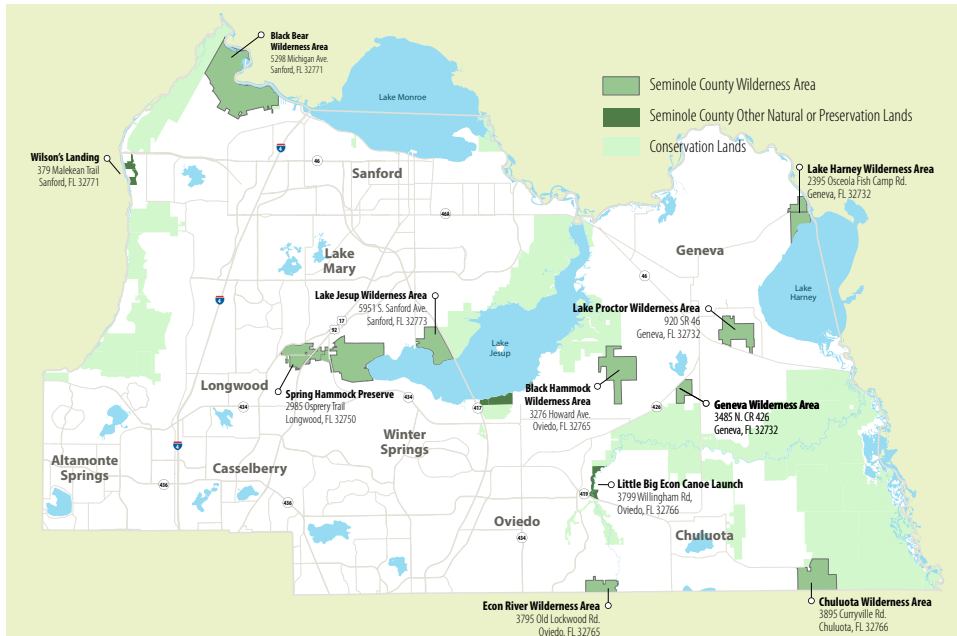 Black Bear
Wilderness Area
5298 Michigan Ave.
Sanford, FL 32771
Lake Monroe
Seminole County Wilderness Area
Seminole County Other Natural or Preservation Lands
Conservation Lands
Wilson's Landing
379 Malekean Trail
Sanford, FL 32771
4
46
Sanford
Lake Harney Wilderness Area
2395 Osceola Fish Camp Rd.
Geneva, FL 32732
46B
Geneva
Lake
Mary
46
4
Lake
Harney
Lake Jesup Wilderness Area
5951 S. Sanford Ave.
Sanford, FL 32773
17
92
Lake Proctor Wilderness Area
920 SR 46
Geneva, FL 32732
Lake
Jesup
Longwood
Spring Hammock Preserve
2985 Osprery Trail
Longwood, FL 32750
434
434
417
Black Hammock
Wilderness Area
3276 Howard Ave.
Oviedo, FL 32765
426
Geneva Wilderness Area
3485 N. CR 426
Geneva, FL 32732
4
Winter
Springs
Altamonte
Springs
Casselberry
436
436
Little Big Econ Canoe Launch
3799 Willingham Rd,
Oviedo, FL 32766
419
Oviedo
434
Chuluota
Econ River Wilderness Area
3795 Old Lockwood Rd.
Oviedo, FL 32765
Chuluota Wilderness Area
3895 Curryville Rd.
Chuluota, FL 32766